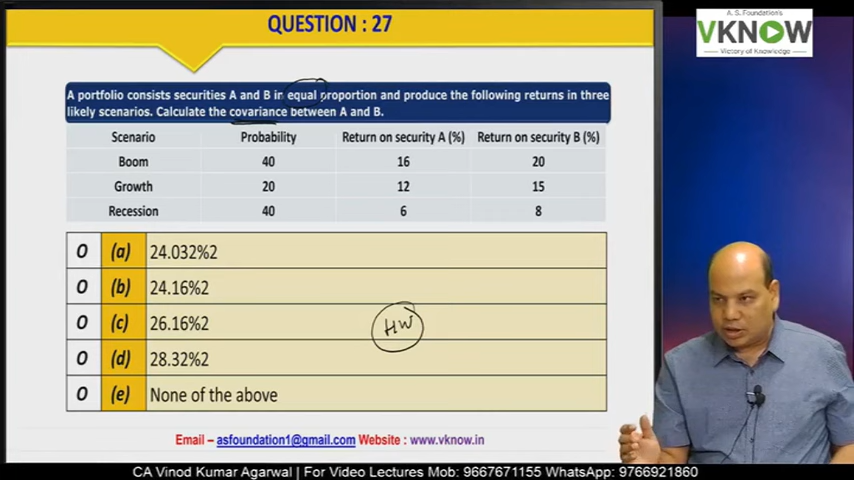 QUESTION : 27
A. S. Foundation's
VKNOW
Victory of Knowledge
A portfolio consists securities A and B in equal proportion and produce the following returns in three
likely scenarios. Calculate the covariance between A and B.
Scenario Probability Return on security A (%) Return on security B (%)
Boom 40 16 20
Growth 20 12 15
Recession 40 6 8
O (a) 24.032%2
O (b) 24.16%2
O (c) 26.16%2
O (d) 28.32%2
O (e) None of the above
HW
Email – asfoundation1@gmail.com Website : www.vknow.in
CA Vinod Kumar Agarwal | For Video Lectures Mob: 9667671155 WhatsApp: 9766921860